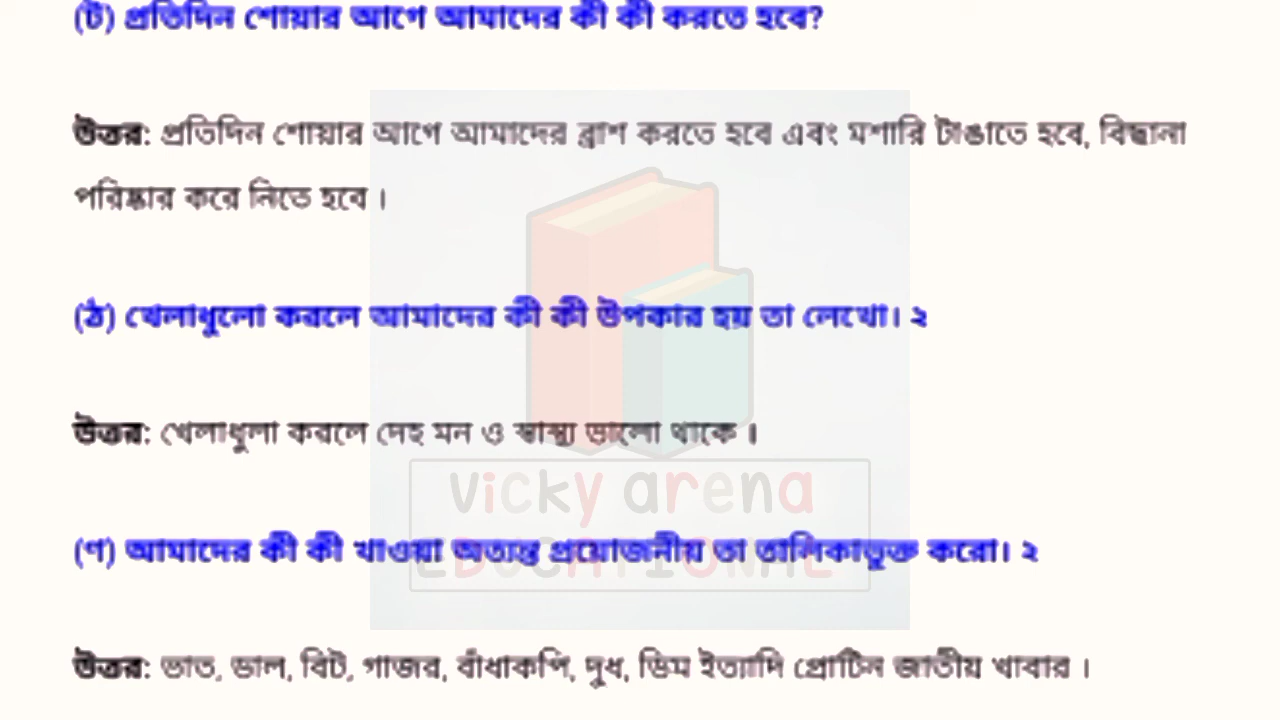 (ট) প্রতিদিন শোয়ার আগে আমাদের কী কী করতে হবে?
উত্তর: প্রতিদিন শোয়ার আগে আমাদের ব্রাশ করতে হবে এবং মশারি টাঙাতে হবে, বিছানা
পরিষ্কার করে নিতে হবে ।
(ঠ) খেলাধুলো করলে আমাদের কী কী উপকার হয় তা লেখো। ২
উত্তর: খেলাধুলা করলে দেহ মন ও স্বাস্থ্য ভালো থাকে ।
vicky arena
(ণ) আমাদের কী কী খাওয়া অত্যন্ত প্রয়োজনীয় তা তালিকাভুক্ত করো। ২
EDUCATIONAL
উত্তর: ভাত, ডাল, বিট, গাজর, বাঁধাকপি, দুধ, ডিম ইত্যাদি প্রোটিন জাতীয় খাবার ।